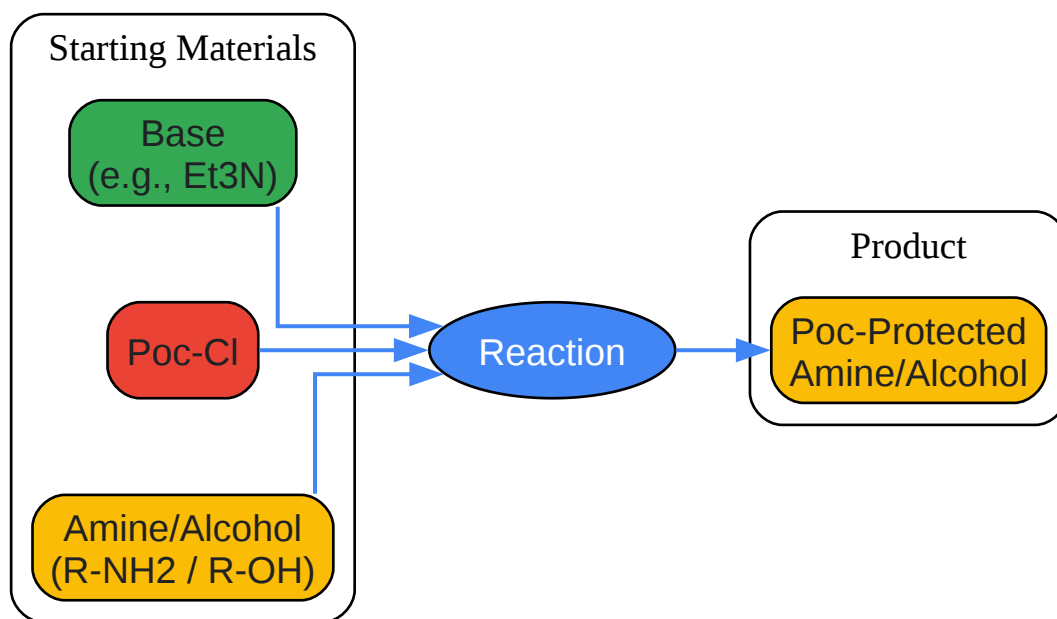 Starting Materials
Base
(e.g., Et3N)
Poc-Cl
Amine/Alcohol
(R-NH2 / R-OH)
Reaction
Product
Poc-Protected
Amine/Alcohol